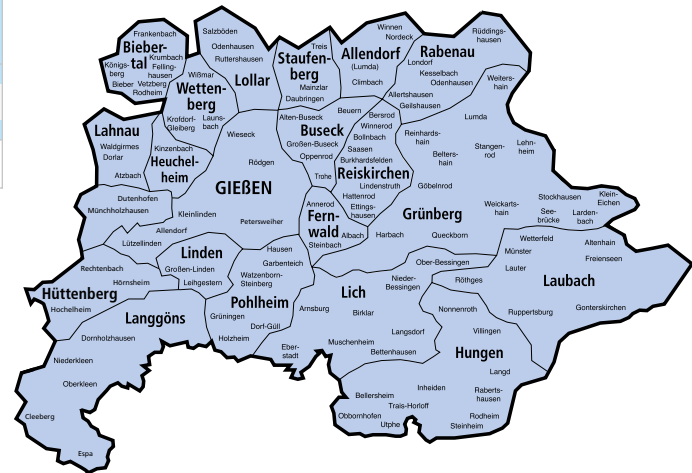 Frankenbach
Bieber-
tal
Krumbach
Königs-
berg
Felling-
hausen
Bieber
Vetzberg
Rodheim
Salzböden
Odenhausen
Ruttershausen
Wißmar
Lollar
Wetten-
berg
Krofdorf-
Gleiberg
Launs-
bach
Treis
Staufen-
berg
Mainzlar
Daubringen
Winnen
Nordeck
Allendorf
(Lumda)
Climbach
Rüddings-
hausen
Rabenau
Londorf
Kesselbach
Odenhausen
Allertshausen
Geilshausen
Weiters-
hain
Lumda
Lahnau
Waldgirmes
Dorlar
Atzbach
Kinzenbach
Heuchel-
heim
Wieseck
Rödgen
GIEßEN
Dutenhofen
Münchholzhausen
Kleinlinden
Allendorf
Petersweiher
Lützellinden
Alten-Buseck
Beuern
Buseck
Großen-Buseck
Oppenrod
Trohe
Bersrod
Winnerod
Bollnbach
Saasen
Burkhardsfelden
Reiskirchen
Lindenstruth
Hattenrod
Ettings-
hausen
Reinhards-
hain
Belters-
hain
Stangen-
rod
Lehn-
heim
Göbelnrod
Grünberg
Weickarts-
hain
Stockhausen
Klein-
Eichen
See-
brücke
Larden-
bach
Harbach
Queckborn
Annerod
Fern-
wald
Albach
Steinbach
Linden
Großen-Linden
Leihgestern
Hausen
Garbenteich
Watzenborn-
Steinberg
Pohlheim
Grüningen
Dorf-Güll
Holzheim
Rechtenbach
Hörnsheim
Hüttenberg
Hochelheim
Langgöns
Dornholzhausen
Niederkleen
Oberkleen
Cleeberg
Espa
Eber-
stadt
Ober-Bessingen
Nieder-
Bessingen
Lich
Arnsburg
Birklar
Langsdorf
Muschenheim
Bettenhausen
Wetterfeld
Münster
Altenhain
Freienseen
Lauter
Röthges
Laubach
Ruppertsburg
Gonterskirchen
Nonnenroth
Villingen
Hungen
Langd
Inheiden
Raberts-
hausen
Bellersheim
Trais-Horloff
Obbornhofen
Utphe
Rodheim
Steinheim